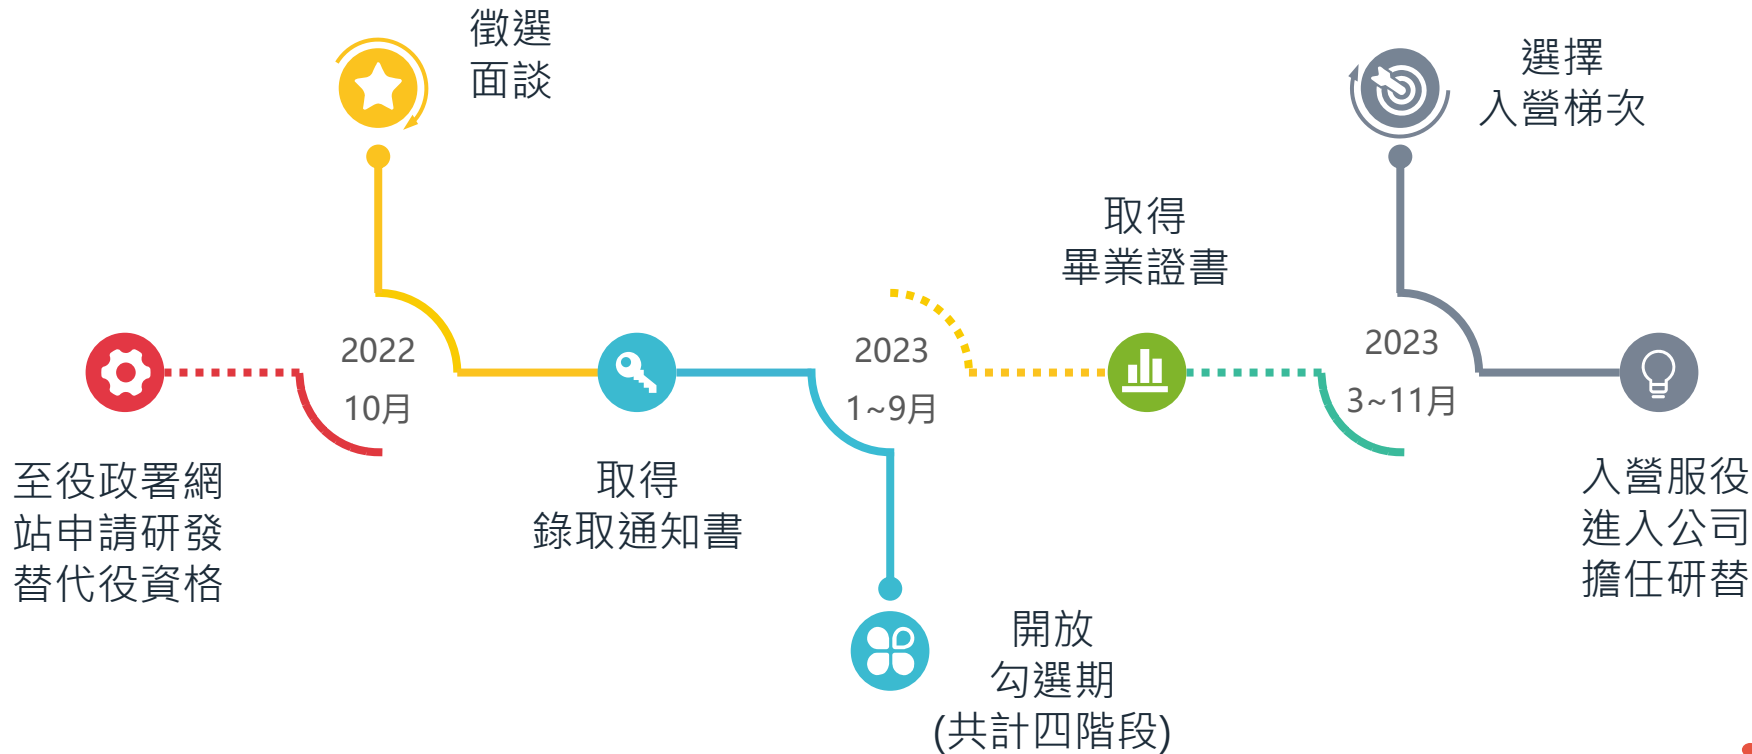 至役政署網
站申請研發
替代役資格
2022
10月
徵選
面談
取得
錄取通知書
2023
1~9月
開放
勾選期
(共計四階段)
取得
畢業證書
2023
3~11月
選擇
入營梯次
入營服役
進入公司
擔任研替